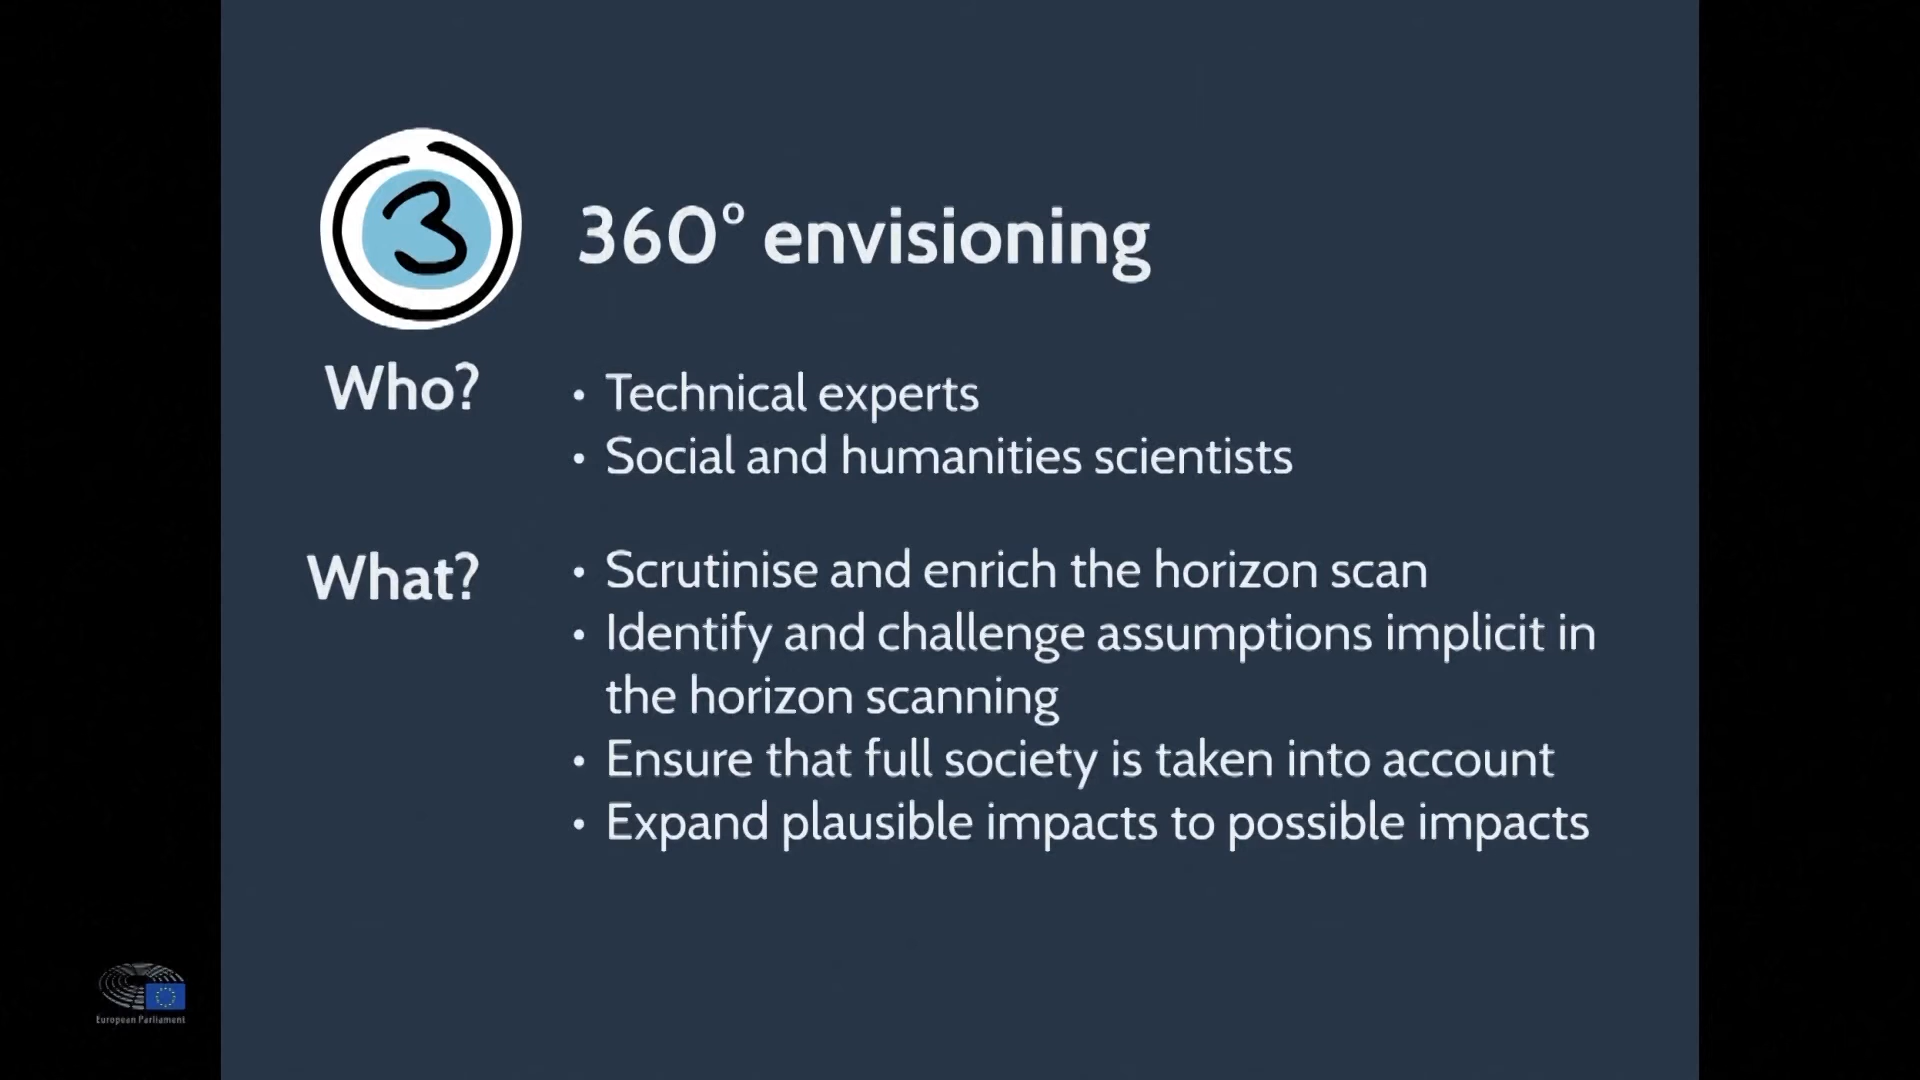 3
360° envisioning
Who?
• Technical experts
• Social and humanities scientists
What?
• Scrutinise and enrich the horizon scan
• Identify and challenge assumptions implicit in
the horizon scanning
• Ensure that full society is taken into account
• Expand plausible impacts to possible impacts
European Parliament